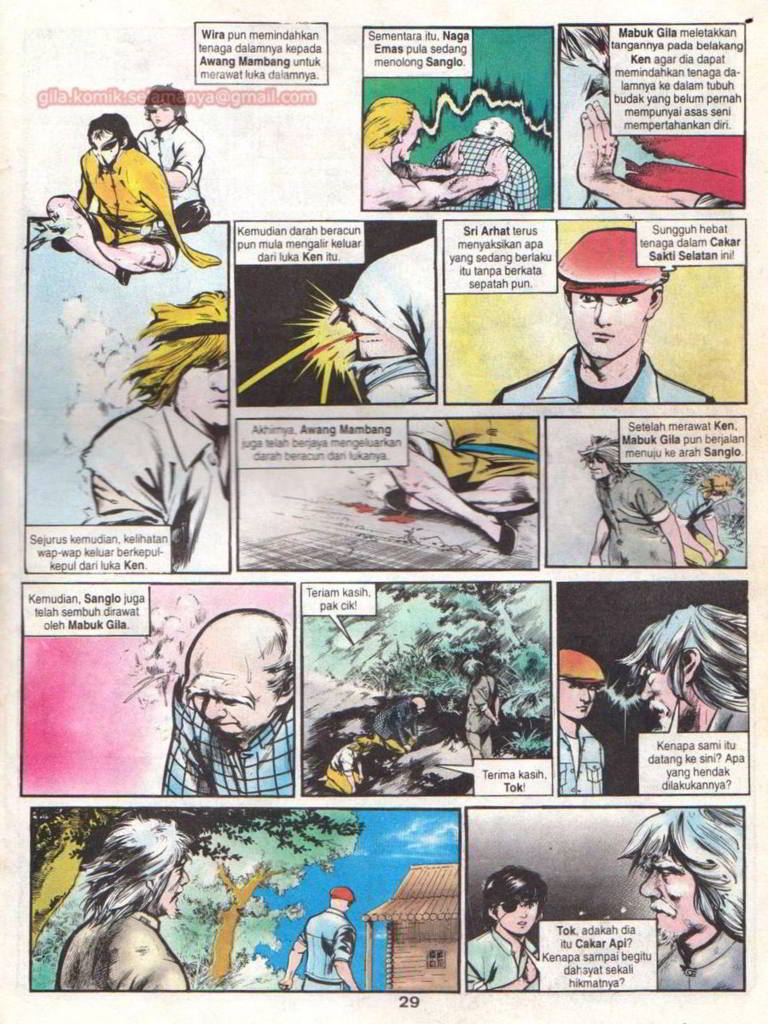 Wira pun memindahkan
tenaga dalamnya kepada
Awang Mambang untuk
merawat luka dalamnya.
gila.komik.selamanya@gmail.com
Sementara itu, Naga
Emas pula sedang
menolong Sanglo.
Mabuk Gila meletakkan
tangannya pada belakang
Ken agar dia dapat
memindahkan tenaga da-
lamnya ke dalam tubuh
budak yang belum pernah
mempunyai asas seni
mempertahankan diri.
Sejurus kemudian, kelihatan
wap-wap keluar berkepul-
kepul dari luka Ken.
Kemudian darah beracun
pun mula mengalir keluar
dari luka Ken itu.
Sri Arhat terus
menyaksikan apa
yang sedang berlaku
itu tanpa berkata
sepatah pun.
Sungguh hebat
tenaga dalam Cakar
Sakti Selatan ini!
Akhirnya, Awang Mambang
juga telah berjaya mengeluarkan
darah beracun dari lukanya.
Setelah merawat Ken,
Mabuk Gila pun berjalan
menuju ke arah Sanglo.
Kemudian, Sanglo juga
telah sembuh dirawat
oleh Mabuk Gila.
Teriam kasih,
pak cik!
Terima kasih,
Tok!
Kenapa sami itu
datang ke sini? Apa
yang hendak
dilakukannya?
Tok, adakah dia
itu Cakar Api?
Kenapa sampai begitu
dahsyat sekali
hikmatnya?
29